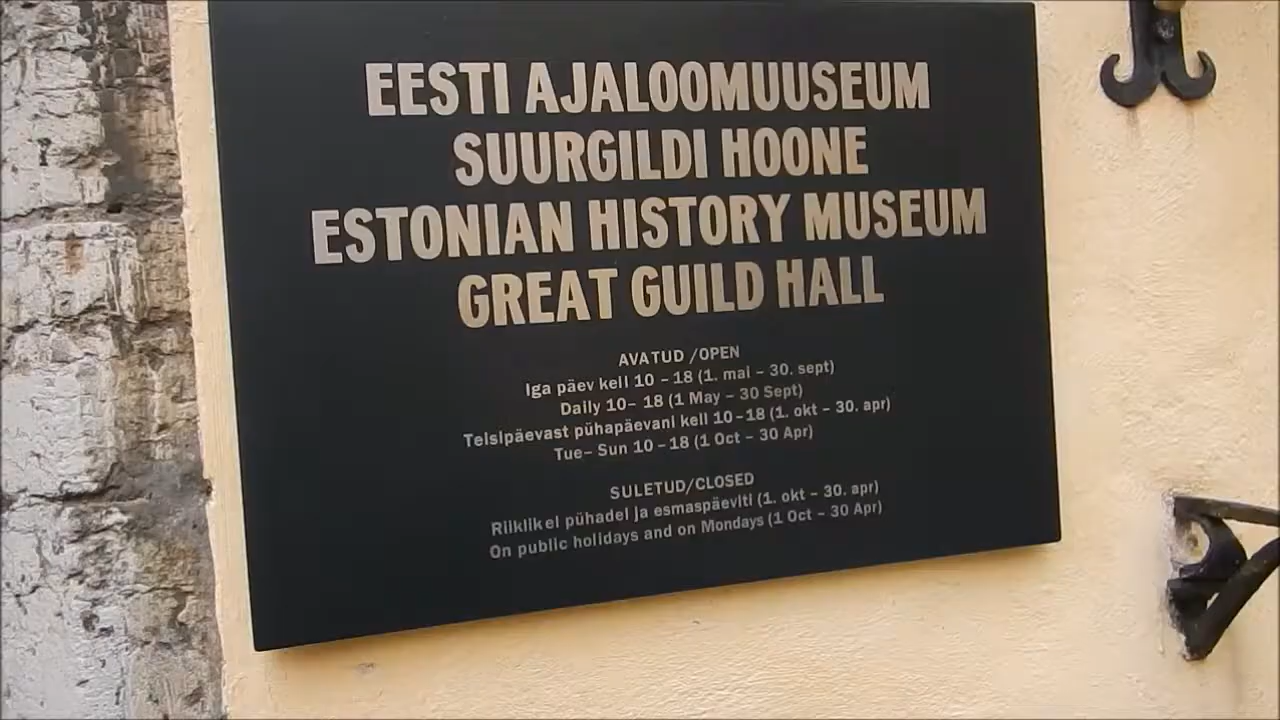 EESTI AJALOOMUUSEUM
SUURGILDI HOONE
ESTONIAN HISTORY MUSEUM
GREAT GUILD HALL
AVATUD /OPEN
Iga päev kell 10 – 18 (1. mai – 30. sept)
Daily 10– 18 (1 May – 30 Sept)
Teisipäevast pühapäevani kell 10–18 (1. okt – 30. apr)
Tue– Sun 10 –18 (1 Oct – 30 Apr)
SULETUD/CLOSED
Riiklikel pühadel ja esmaspäeviti (1. okt – 30. apr)
On public holidays and on Mondays (1 Oct – 30 Apr)